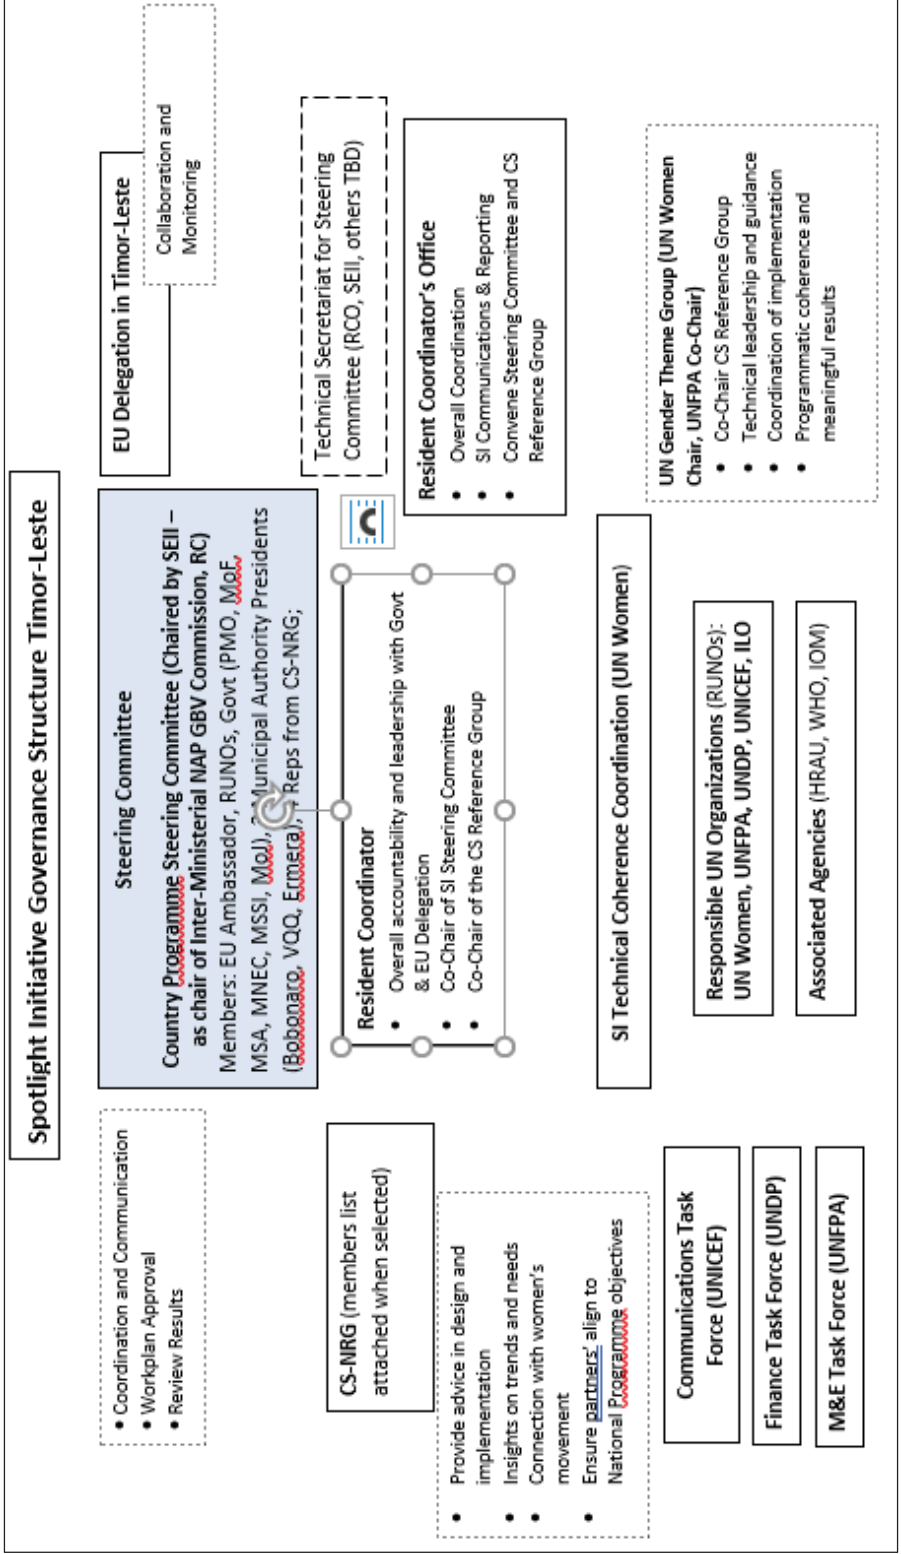 Spotlight Initiative Governance Structure Timor-Leste
• Coordination and Communication
• Workplan Approval
• Review Results
Steering Committee
Country Programme Steering Committee (Chaired by SEII –
as chair of Inter-Ministerial NAP GBV Commission, RC)
Members: EU Ambassador, RUNOs, Govt (PMO, MoF,
MSA, MNEC, MSSI, MoJ), Municipal Authority Presidents
(Bobonaro, VQQ, Ermera), Reps from CS-NRG;
EU Delegation in Timor-Leste
Collaboration and
Monitoring
CS-NRG (members list
attached when selected)
• Provide advice in design and
implementation
• Insights on trends and needs
• Connection with women's
movement
• Ensure partners' align to
National Programme objectives
Resident Coordinator
• Overall accountability and leadership with Govt
& EU Delegation
• Co-Chair of SI Steering Committee
• Co-Chair of the CS Reference Group
Technical Secretariat for Steering
Committee (RCO, SEII, others TBD)
Resident Coordinator's Office
• Overall Coordination
• SI Communications & Reporting
• Convene Steering Committee and CS
Reference Group
SI Technical Coherence Coordination (UN Women)
UN Gender Theme Group (UN Women
Chair, UNFPA Co-Chair)
• Co-Chair CS Reference Group
• Technical leadership and guidance
• Coordination of implementation
• Programmatic coherence and
meaningful results
Communications Task
Force (UNICEF)
Finance Task Force (UNDP)
M&E Task Force (UNFPA)
Responsible UN Organizations (RUNOs):
UN Women, UNFPA, UNDP, UNICEF, ILO
Associated Agencies (HRAU, WHO, IOM)